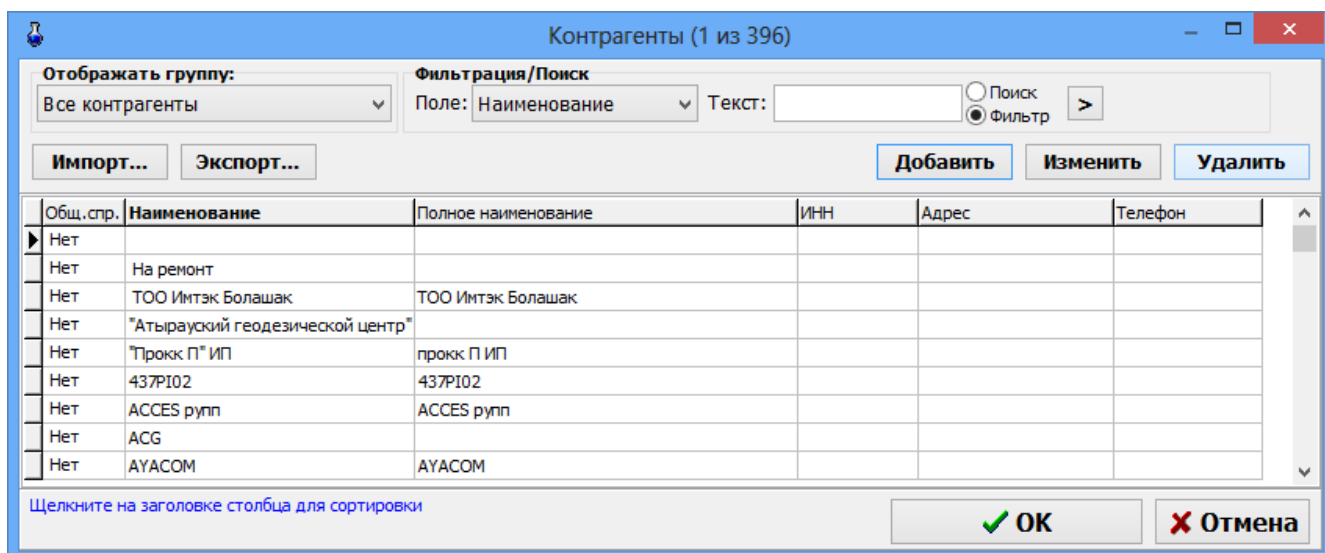 Контрагенты (1 из 396)
Отображать группу:
Фильтрация/Поиск
Все контрагенты
Поле: Наименование Текст:
Поиск
Фильтр
>
Импорт... Экспорт... Добавить Изменить Удалить
Общ.спр. Наименование Полное наименование ИНН Адрес Телефон
Нет
Нет На ремонт
Нет ТОО Имтэк Болашак ТОО Имтэк Болашак
Нет "Атырауский геодезической центр"
Нет "Прокк П" ИП прокк П ИП
Нет 437PI02 437PI02
Нет ACCES рупп ACCES рупп
Нет ACG
Нет AYACOM AYACOM
Щелкните на заголовке столбца для сортировки
OK Отмена